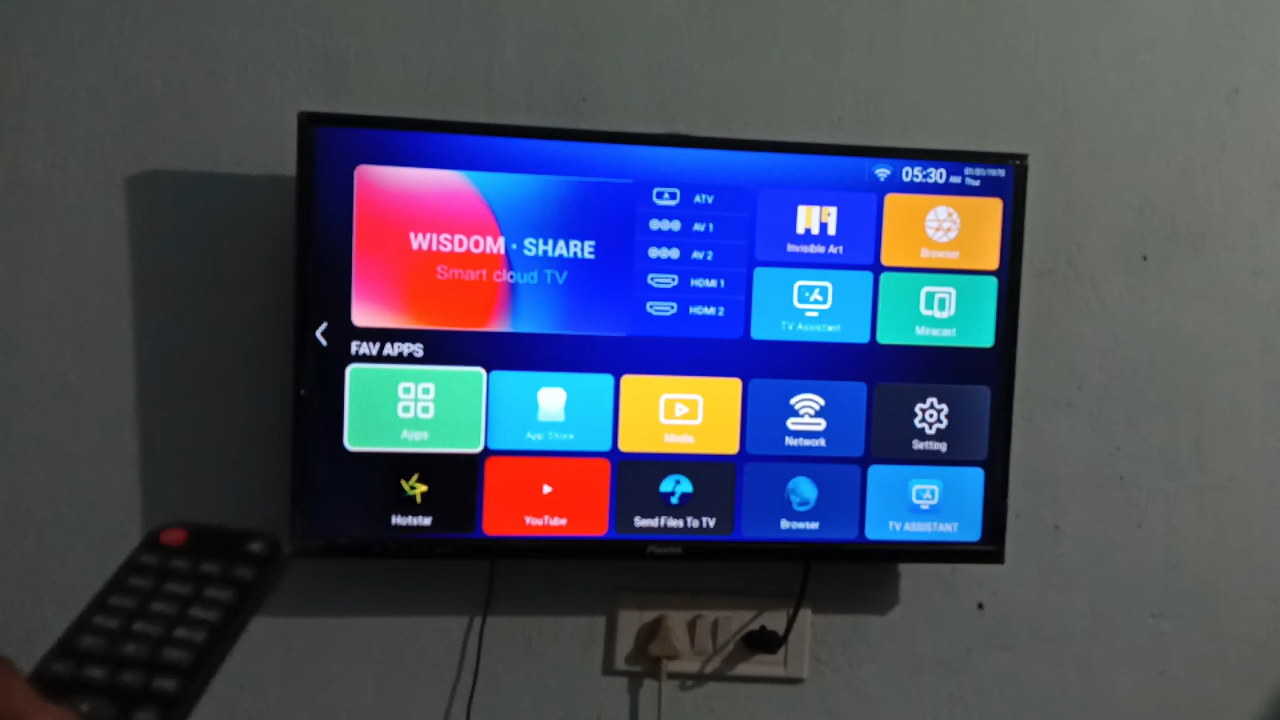 05:30 AM
Thu
WISDOM · SHARE
Smart cloud TV
ATV
AV 1
AV 2
HDMI 1
HDMI 2
Invisible Art
Browser
TV Assistant
Miracast
FAV APPS
Apps
App Store
Media
Network
Setting
Hotstar
YouTube
Send Files To TV
Browser
TV ASSISTANT